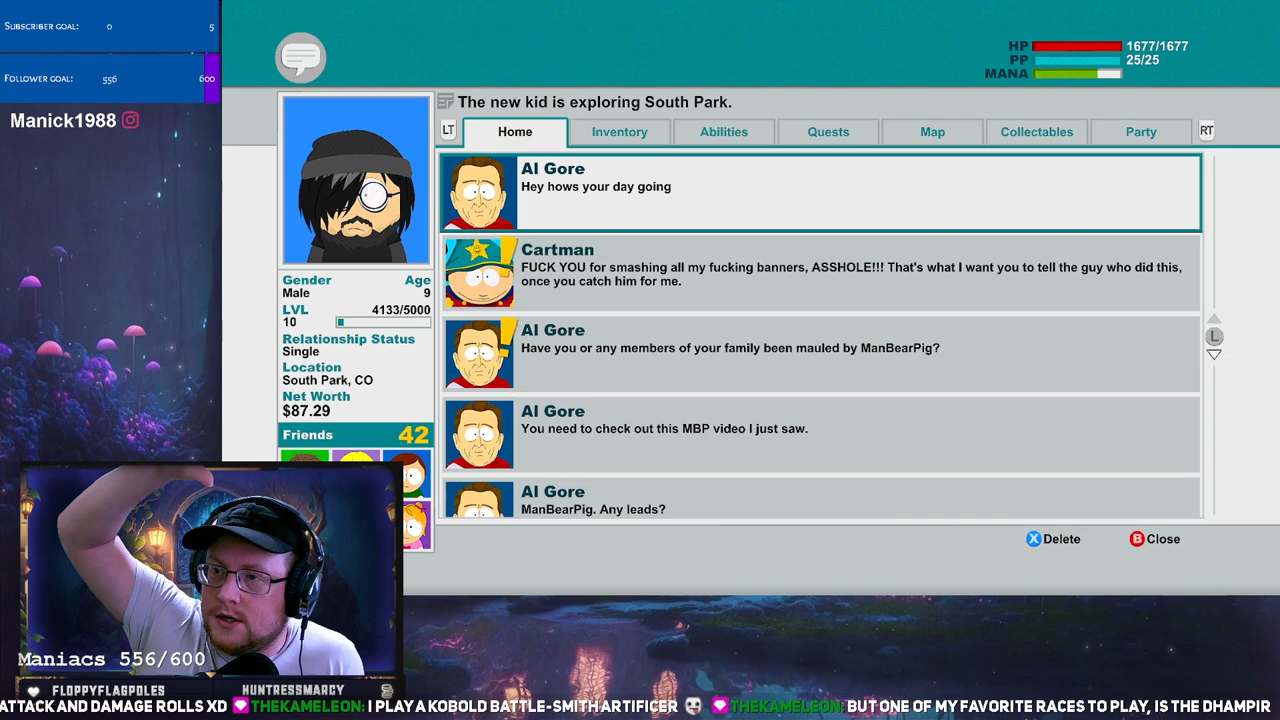 SUBSCRIBER GOAL: 0 5
FOLLOWER GOAL: 556 600
Manick1988
HP 1677/1677
PP 25/25
MANA
The new kid is exploring South Park.
LT Home Inventory Abilities Quests Map Collectables Party RT
Al Gore
Hey hows your day going
Cartman
FUCK YOU for smashing all my fucking banners, ASSHOLE!!! That's what I want you to tell the guy who did this,
once you catch him for me.
Al Gore
Have you or any members of your family been mauled by ManBearPig?
Al Gore
You need to check out this MBP video I just saw.
Al Gore
ManBearPig. Any leads?
L
Gender Age
Male 9
LVL 4133/5000
10
Relationship Status
Single
Location
South Park, CO
Net Worth
$87.29
Friends 42
X Delete B Close
Maniacs 556/600
FLOPPYFLAGPOLES HUNTRESSMARCY
ATTACK AND DAMAGE ROLLS XD THEKAMELEON: I PLAY A KOBOLD BATTLE-SMITH ARTIFICER THEKAMELEON: BUT ONE OF MY FAVORITE RACES TO PLAY, IS THE DHAMPIR